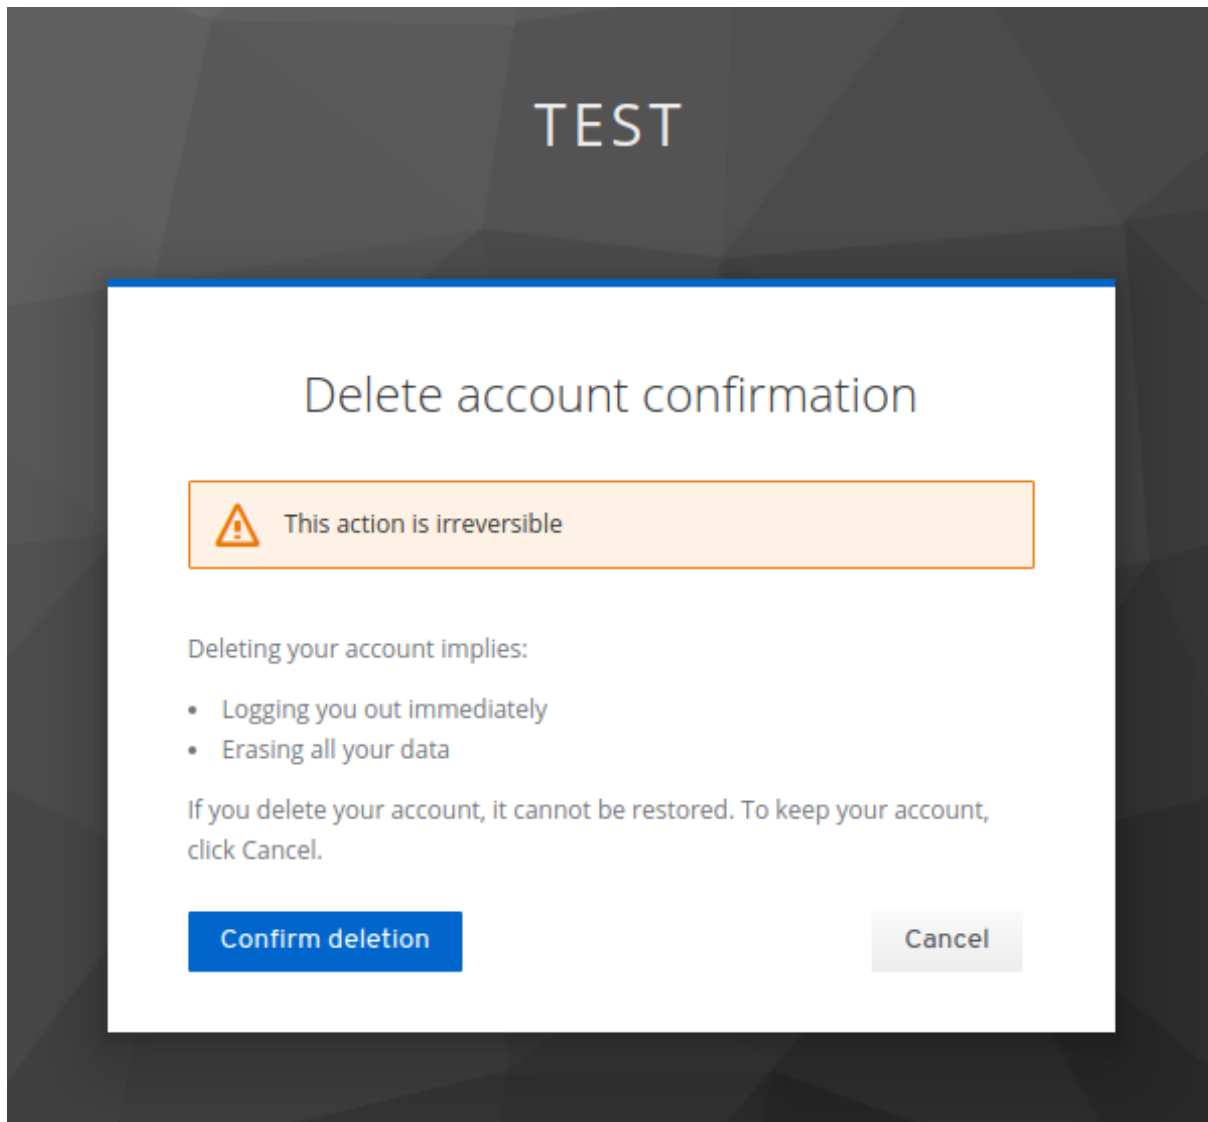 TEST
Delete account confirmation
This action is irreversible
Deleting your account implies:
• Logging you out immediately
• Erasing all your data
If you delete your account, it cannot be restored. To keep your account,
click Cancel.
Confirm deletion
Cancel